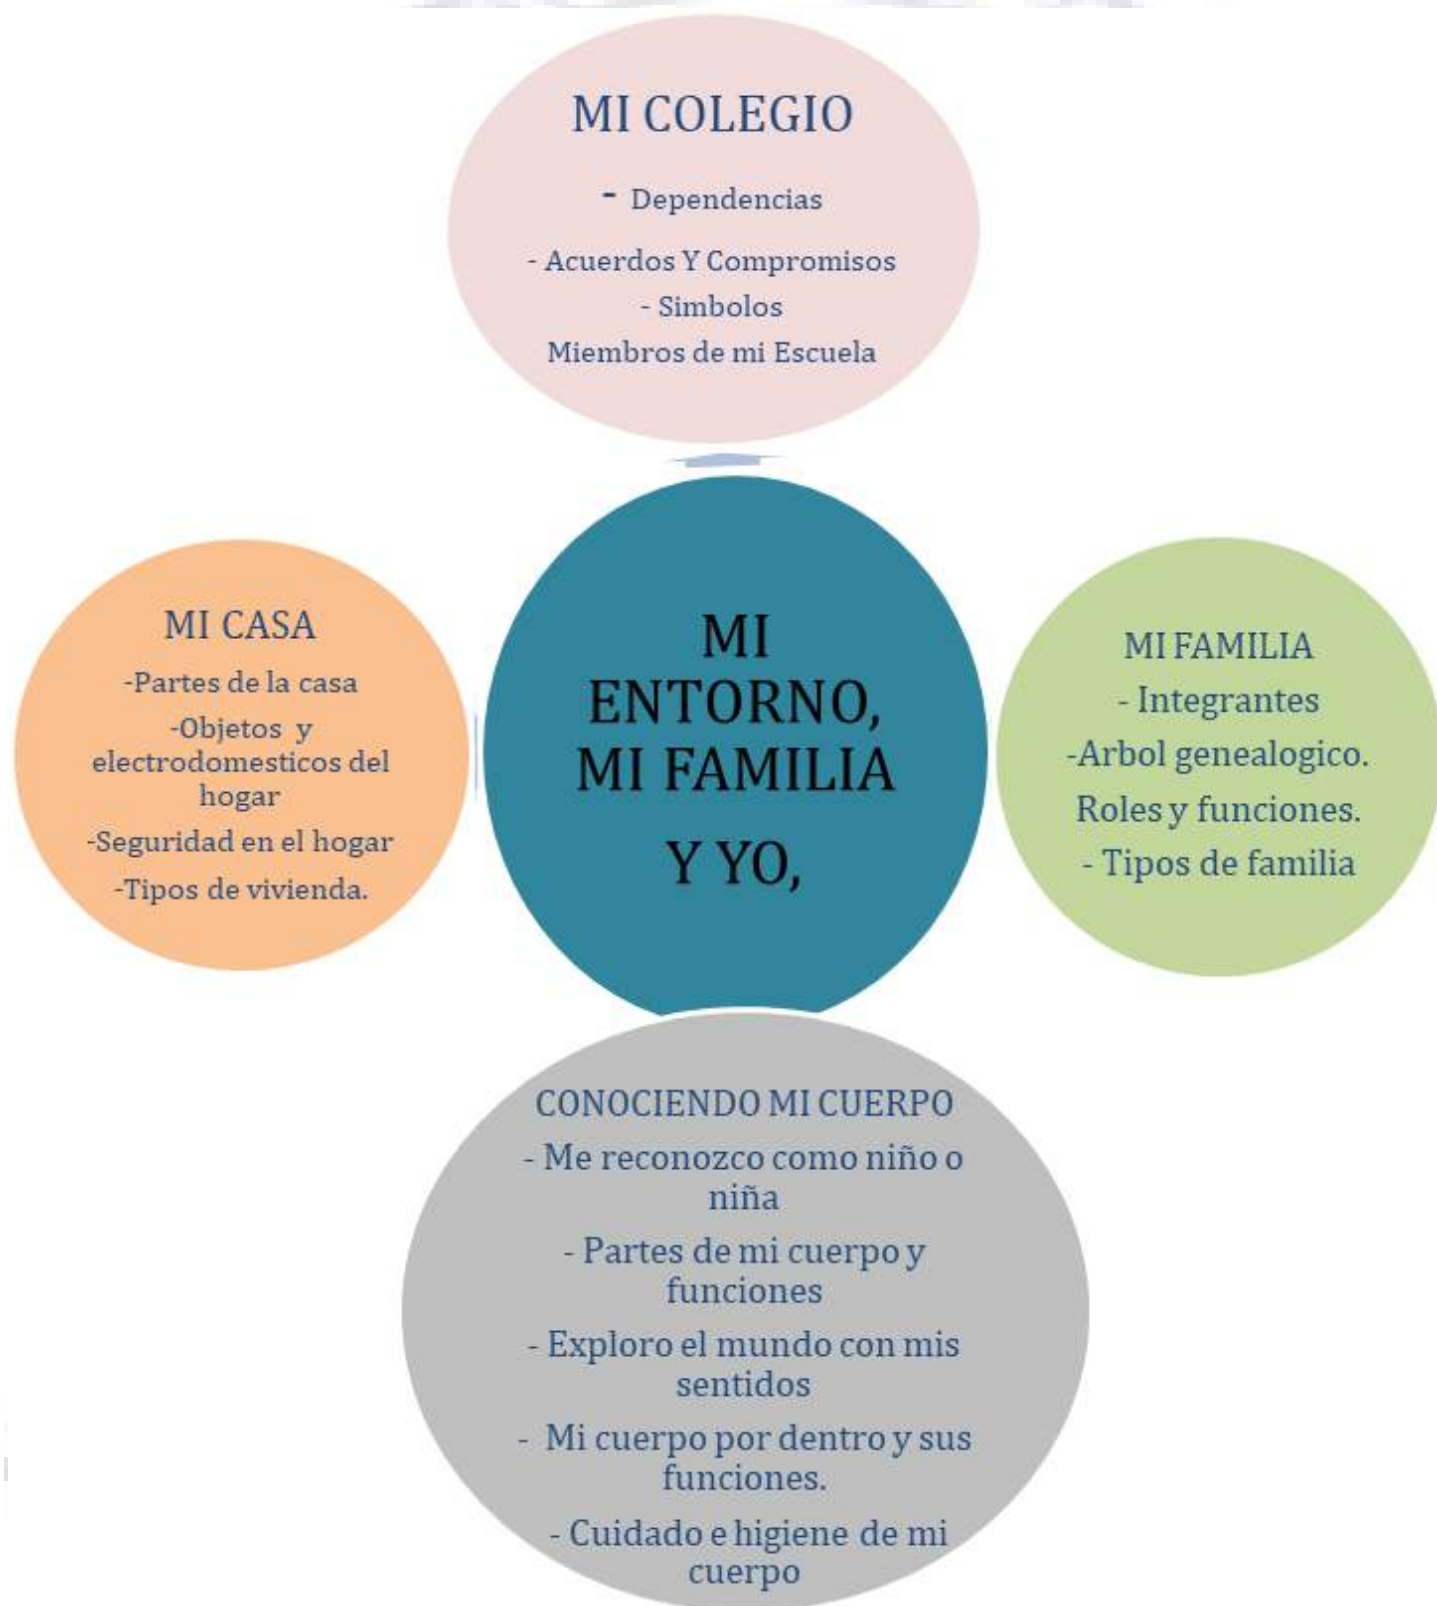 MI COLEGIO
- Dependencias
- Acuerdos Y Compromisos
- Simbolos
Miembros de mi Escuela
MI CASA
-Partes de la casa
-Objetos y
electrodomesticos del
hogar
-Seguridad en el hogar
-Tipos de vivienda.
MI
ENTORNO,
MI FAMILIA
Y YO,
MI FAMILIA
- Integrantes
-Arbol genealogico.
Roles y funciones.
- Tipos de familia
CONOCIENDO MI CUERPO
- Me reconozco como niño o
niña
- Partes de mi cuerpo y
funciones
- Exploro el mundo con mis
sentidos
- Mi cuerpo por dentro y sus
funciones.
- Cuidado e higiene de mi
cuerpo